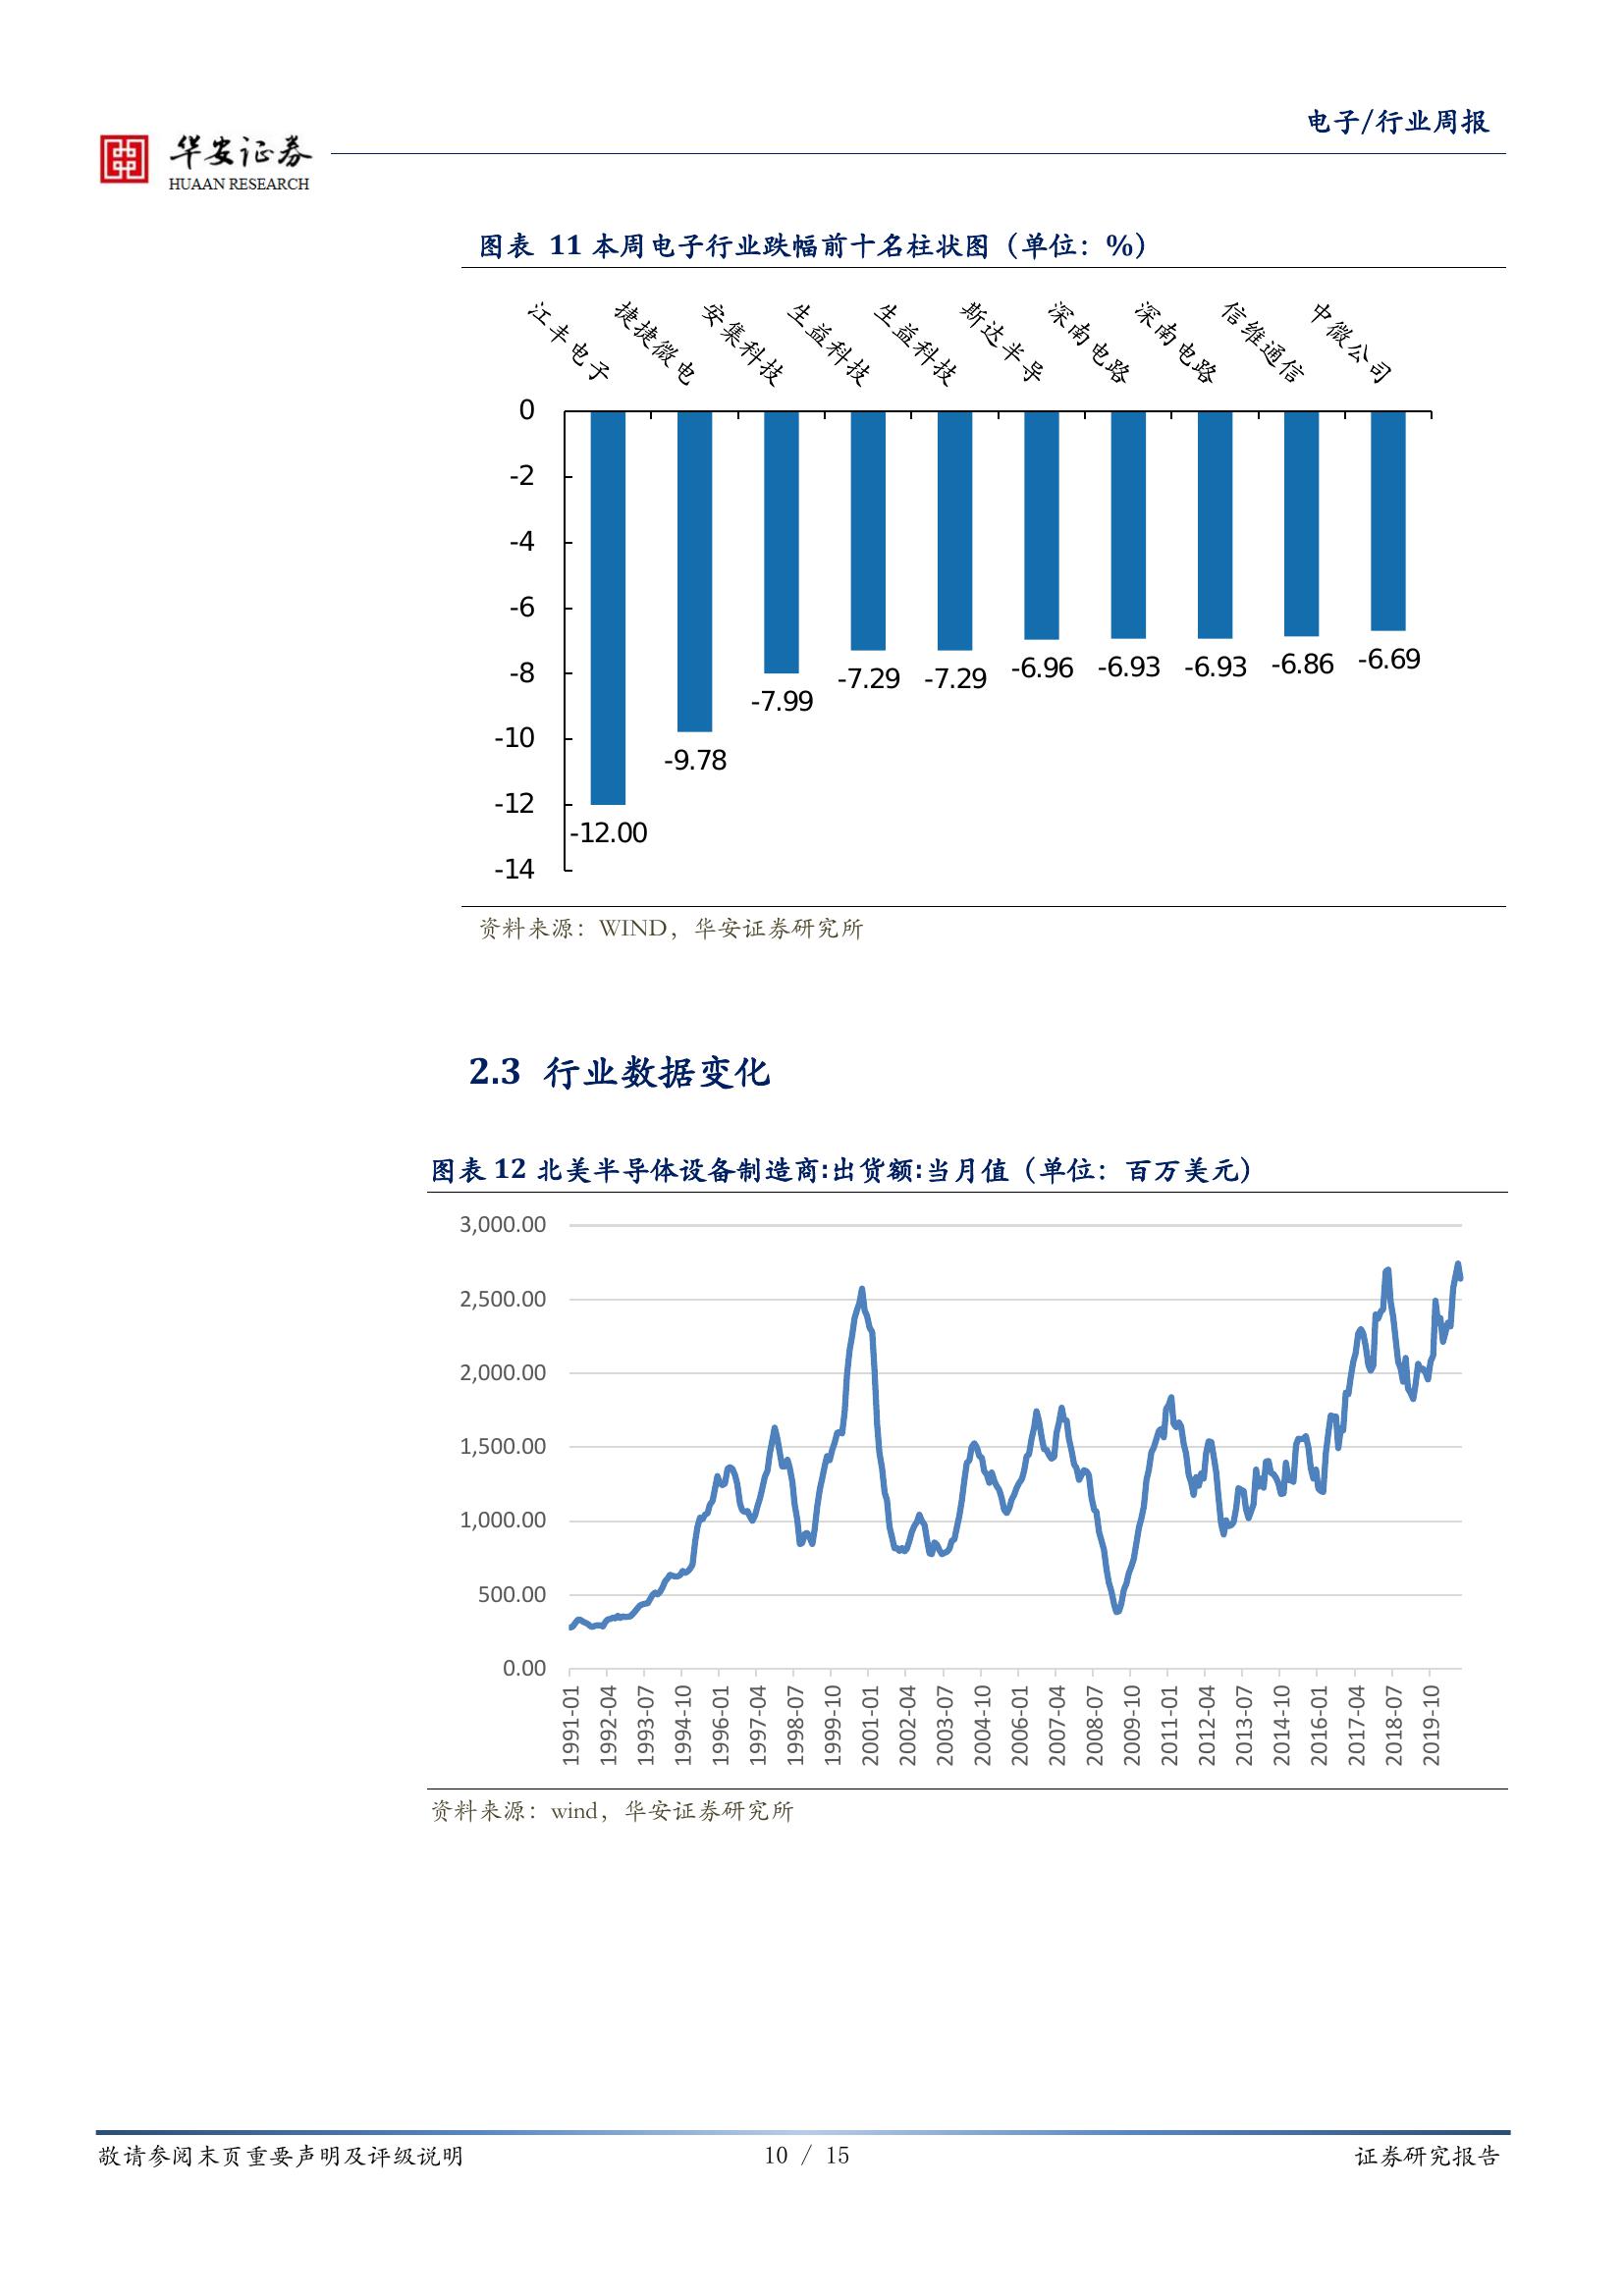 电子/行业周报
华安证券
HUAAN RESEARCH
图表 11 本周电子行业跌幅前十名柱状图（单位：%）
江丰电子
捷捷微电
安集科技
生益科技
生益科技
斯达半导
深南电路
深南电路
信维通信
中微公司
0
-2
-4
-6
-8
-10
-12
-14
-12.00
-9.78
-7.99
-7.29
-7.29
-6.96
-6.93
-6.93
-6.86
-6.69
资料来源：WIND，华安证券研究所
2.3 行业数据变化
图表 12 北美半导体设备制造商:出货额:当月值（单位：百万美元）
3,000.00
2,500.00
2,000.00
1,500.00
1,000.00
500.00
0.00
1991-01
1992-04
1993-07
1994-10
1996-01
1997-04
1998-07
1999-10
2001-01
2002-04
2003-07
2004-10
2006-01
2007-04
2008-07
2009-10
2011-01
2012-04
2013-07
2014-10
2016-01
2017-04
2018-07
2019-10
资料来源：wind，华安证券研究所
敬请参阅末页重要声明及评级说明
10 / 15
证券研究报告